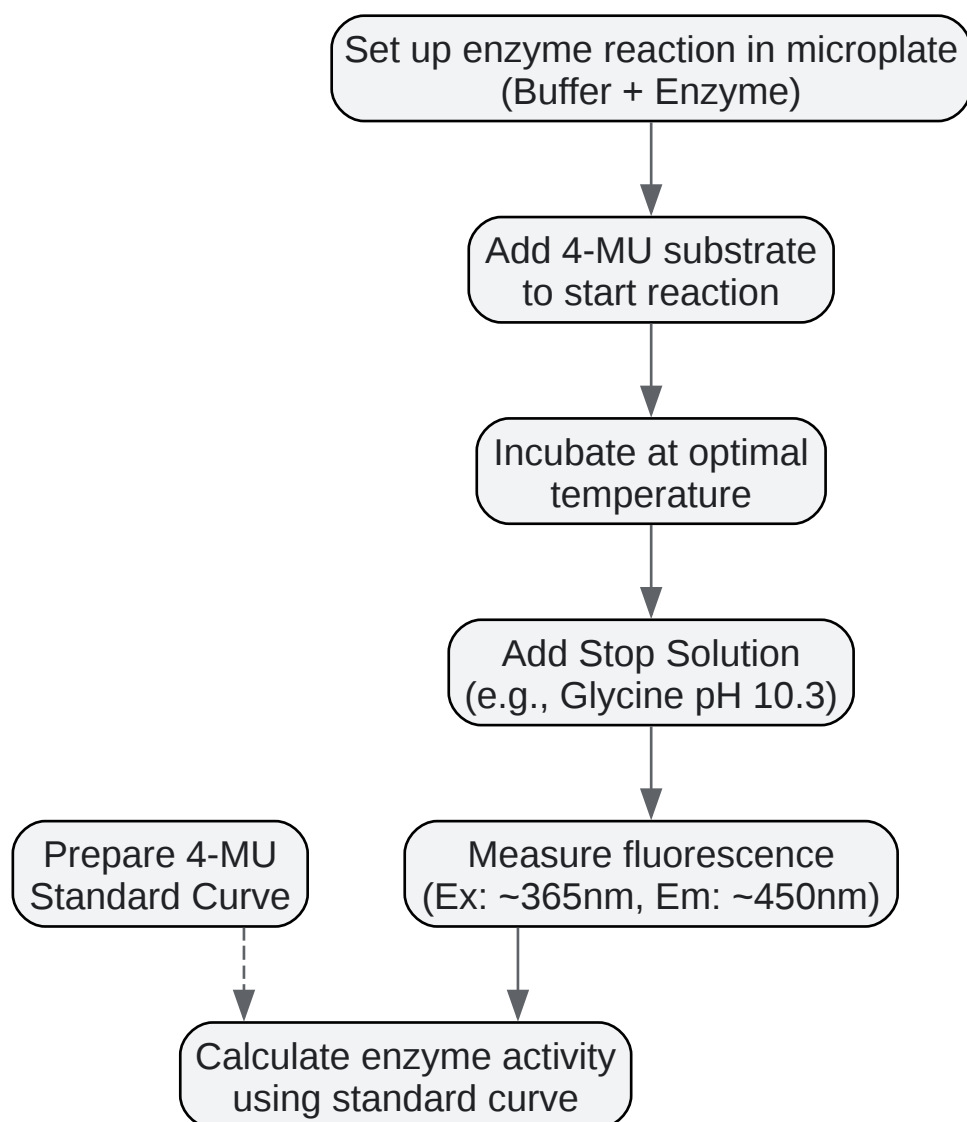 Set up enzyme reaction in microplate
(Buffer + Enzyme)
Add 4-MU substrate
to start reaction
Incubate at optimal
temperature
Add Stop Solution
(e.g., Glycine pH 10.3)
Prepare 4-MU
Standard Curve
Measure fluorescence
(Ex: ~365nm, Em: ~450nm)
Calculate enzyme activity
using standard curve